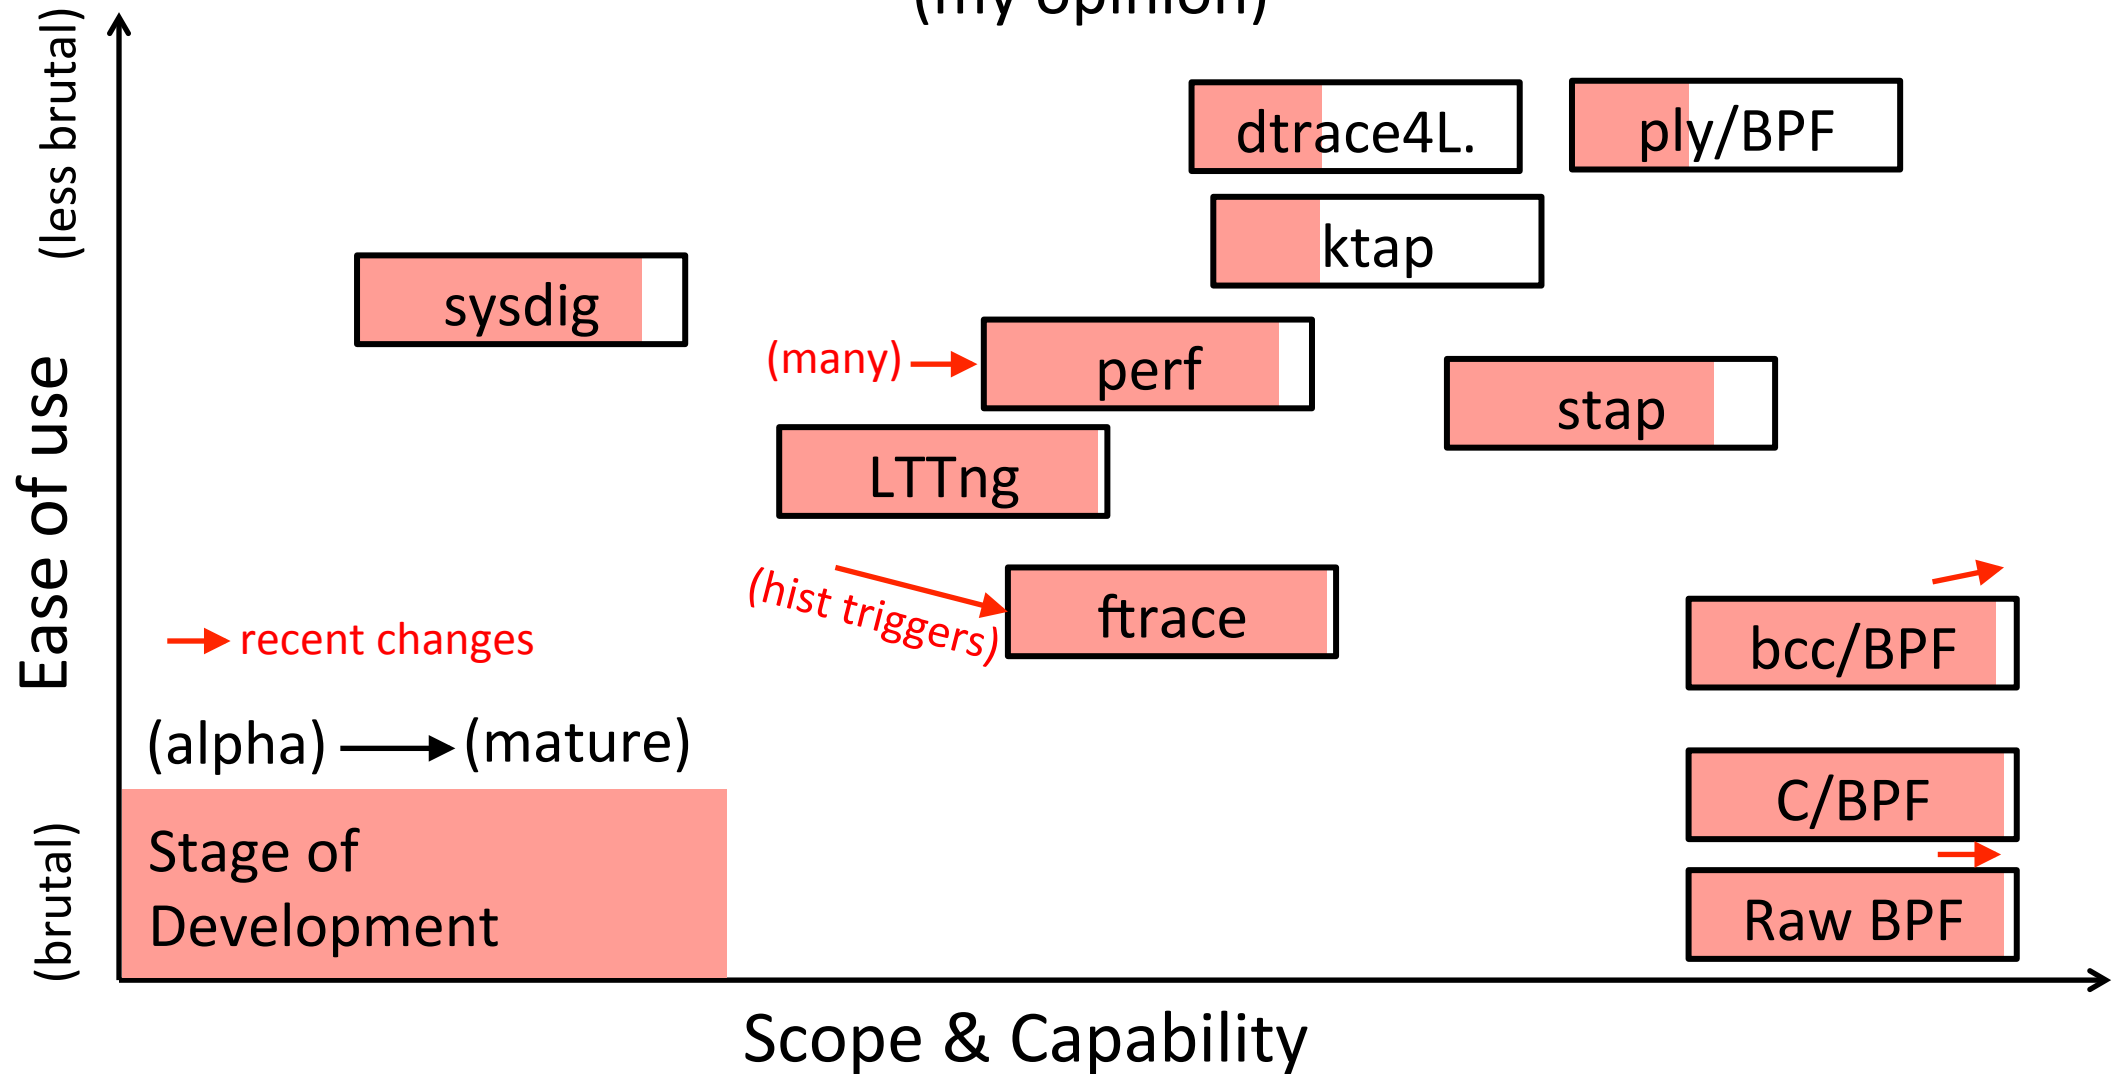 (my opinion)
(less brutal)
dtrace4L.
ply/BPF
ktap
sysdig
(many)
perf
stap
LTTng
Ease of use
(hist triggers)
ftrace
recent changes
bcc/BPF
(alpha)
(mature)
C/BPF
Stage of
Development
(brutal)
Raw BPF
Scope & Capability